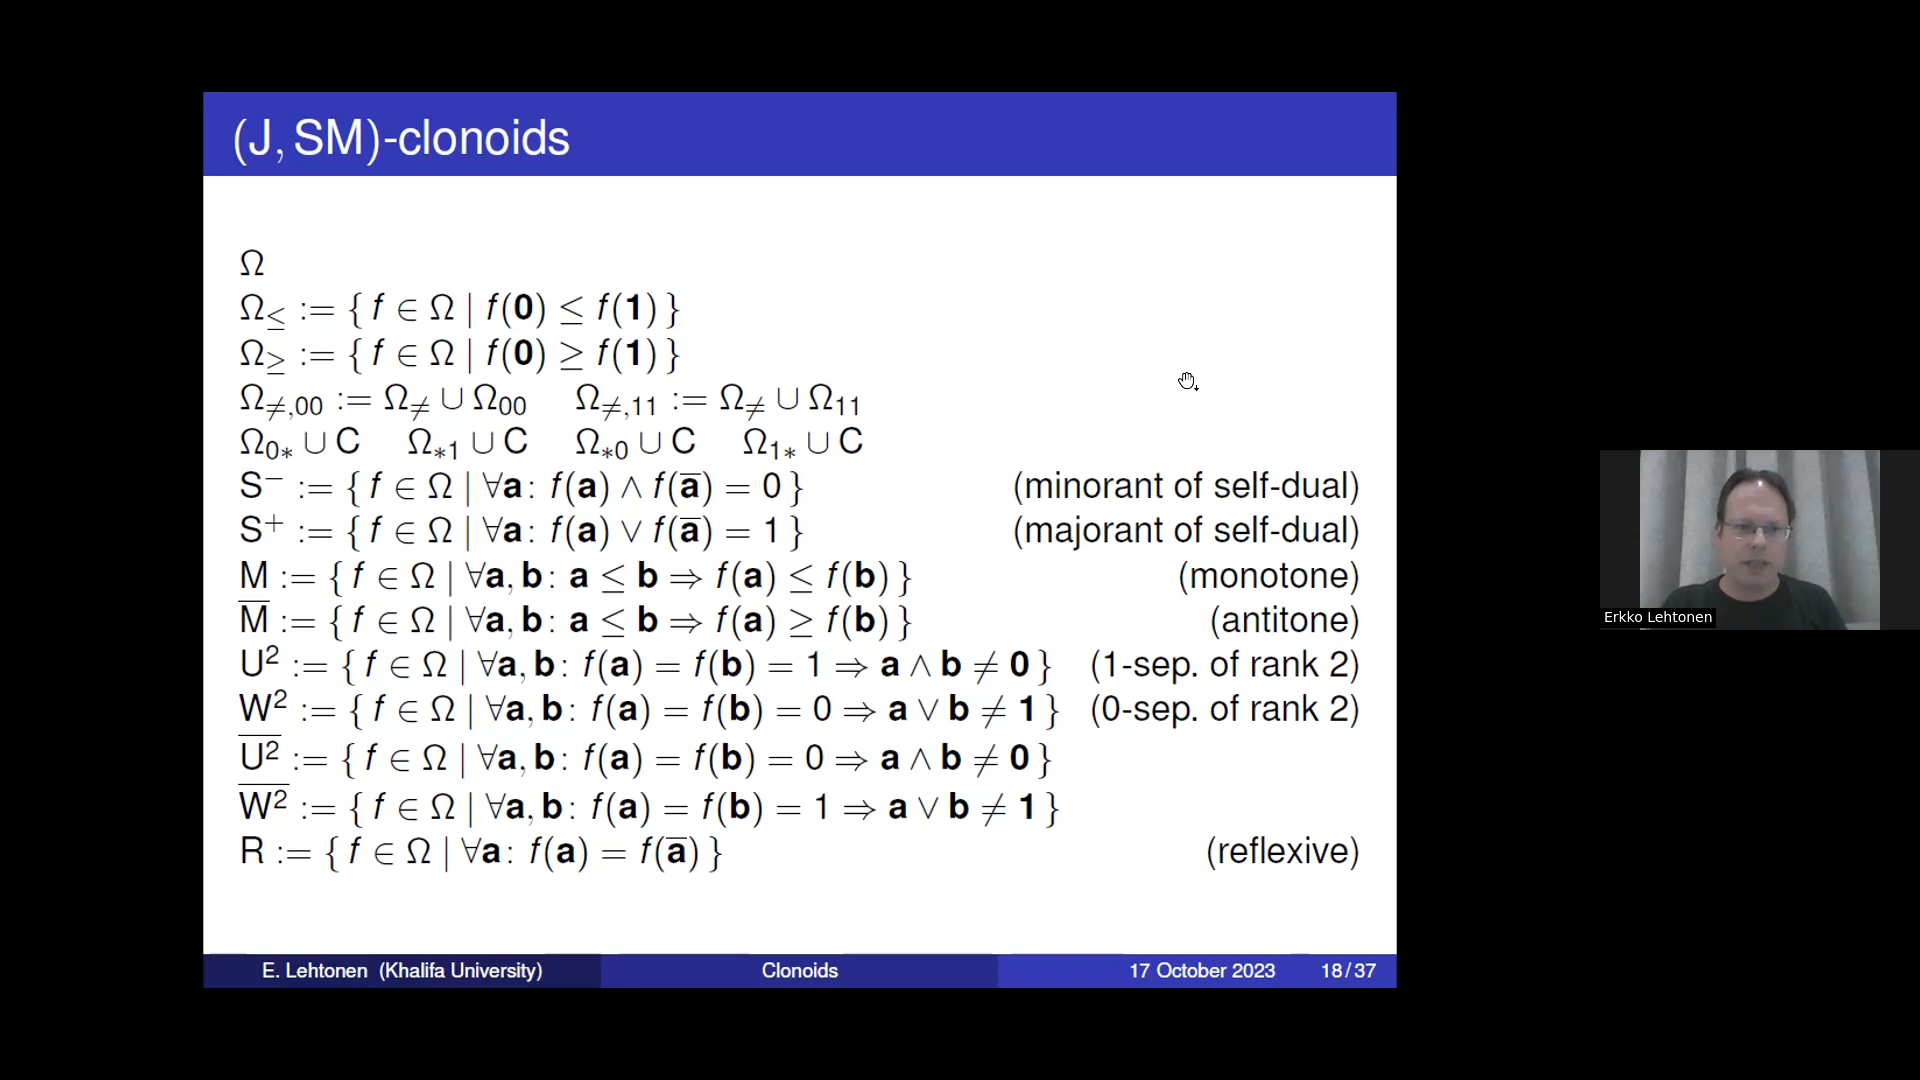 (J, SM)-clonoids
Ω
Ω≤ := { f ∈ Ω | f(𝟎) ≤ f(𝟏) }
Ω≥ := { f ∈ Ω | f(𝟎) ≥ f(𝟏) }
Ω≠,00 := Ω≠ ∪ Ω00 Ω≠,11 := Ω≠ ∪ Ω11
Ω0* ∪ C Ω*1 ∪ C Ω*0 ∪ C Ω1* ∪ C
S⁻ := { f ∈ Ω | ∀𝐚: f(𝐚) ∧ f(𝐚̅) = 0 } (minorant of self-dual)
S⁺ := { f ∈ Ω | ∀𝐚: f(𝐚) ∨ f(𝐚̅) = 1 } (majorant of self-dual)
M := { f ∈ Ω | ∀𝐚, 𝐛: 𝐚 ≤ 𝐛 ⇒ f(𝐚) ≤ f(𝐛) } (monotone)
M̅ := { f ∈ Ω | ∀𝐚, 𝐛: 𝐚 ≤ 𝐛 ⇒ f(𝐚) ≥ f(𝐛) } (antitone)
U² := { f ∈ Ω | ∀𝐚, 𝐛: f(𝐚) = f(𝐛) = 1 ⇒ 𝐚 ∧ 𝐛 ≠ 𝟎 } (1-sep. of rank 2)
W² := { f ∈ Ω | ∀𝐚, 𝐛: f(𝐚) = f(𝐛) = 0 ⇒ 𝐚 ∨ 𝐛 ≠ 𝟏 } (0-sep. of rank 2)
U̅²̅ := { f ∈ Ω | ∀𝐚, 𝐛: f(𝐚) = f(𝐛) = 0 ⇒ 𝐚 ∧ 𝐛 ≠ 𝟎 }
W̅²̅ := { f ∈ Ω | ∀𝐚, 𝐛: f(𝐚) = f(𝐛) = 1 ⇒ 𝐚 ∨ 𝐛 ≠ 𝟏 }
R := { f ∈ Ω | ∀𝐚: f(𝐚) = f(𝐚̅) } (reflexive)
E. Lehtonen (Khalifa University) Clonoids 17 October 2023 18/37
Erkko Lehtonen